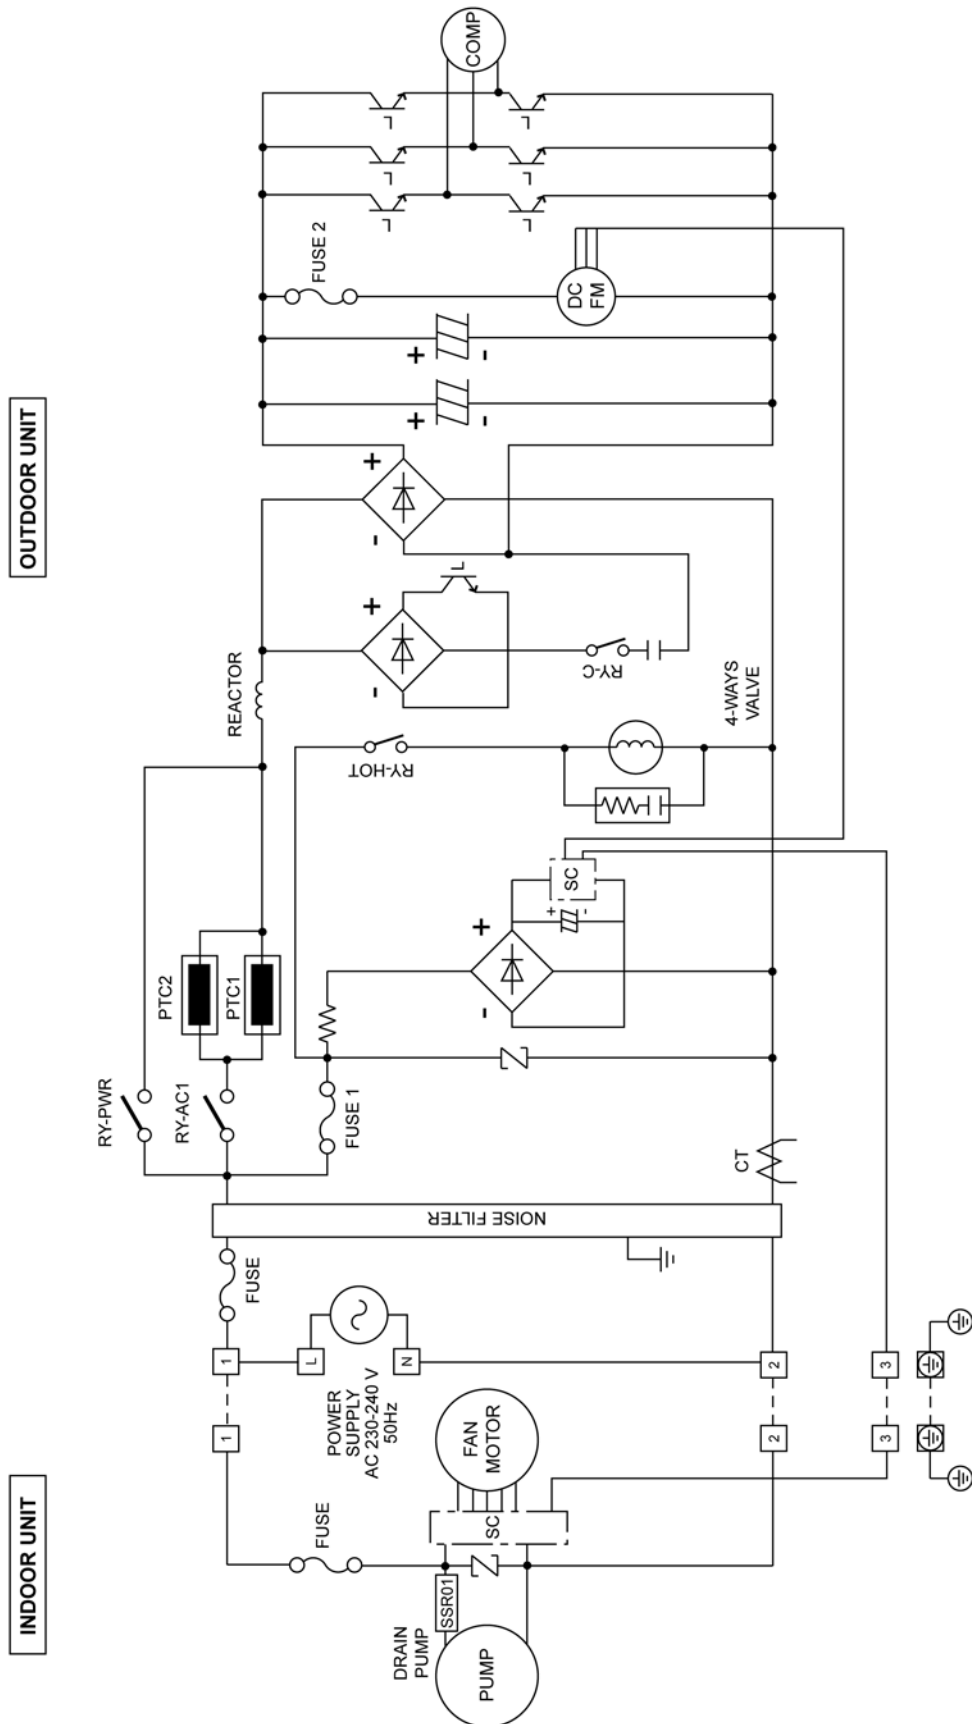 INDOOR UNIT
OUTDOOR UNIT
RY-PWR
PTC2
PTC1
RY-AC1
REACTOR
FUSE 2
COMP
L
L
L
L
L
L
FUSE
1
1
FUSE
FUSE 1
RY-HOT
+
-
L
+
-
+
-
+
-
DC
FM
L
N
POWER
SUPPLY
AC 230-240 V
50Hz
NOISE FILTER
DRAIN
PUMP
PUMP
SSR01
SC
FAN
MOTOR
+
-
+
-
SC
RY-C
4-WAYS
VALVE
CT
2
2
3
3